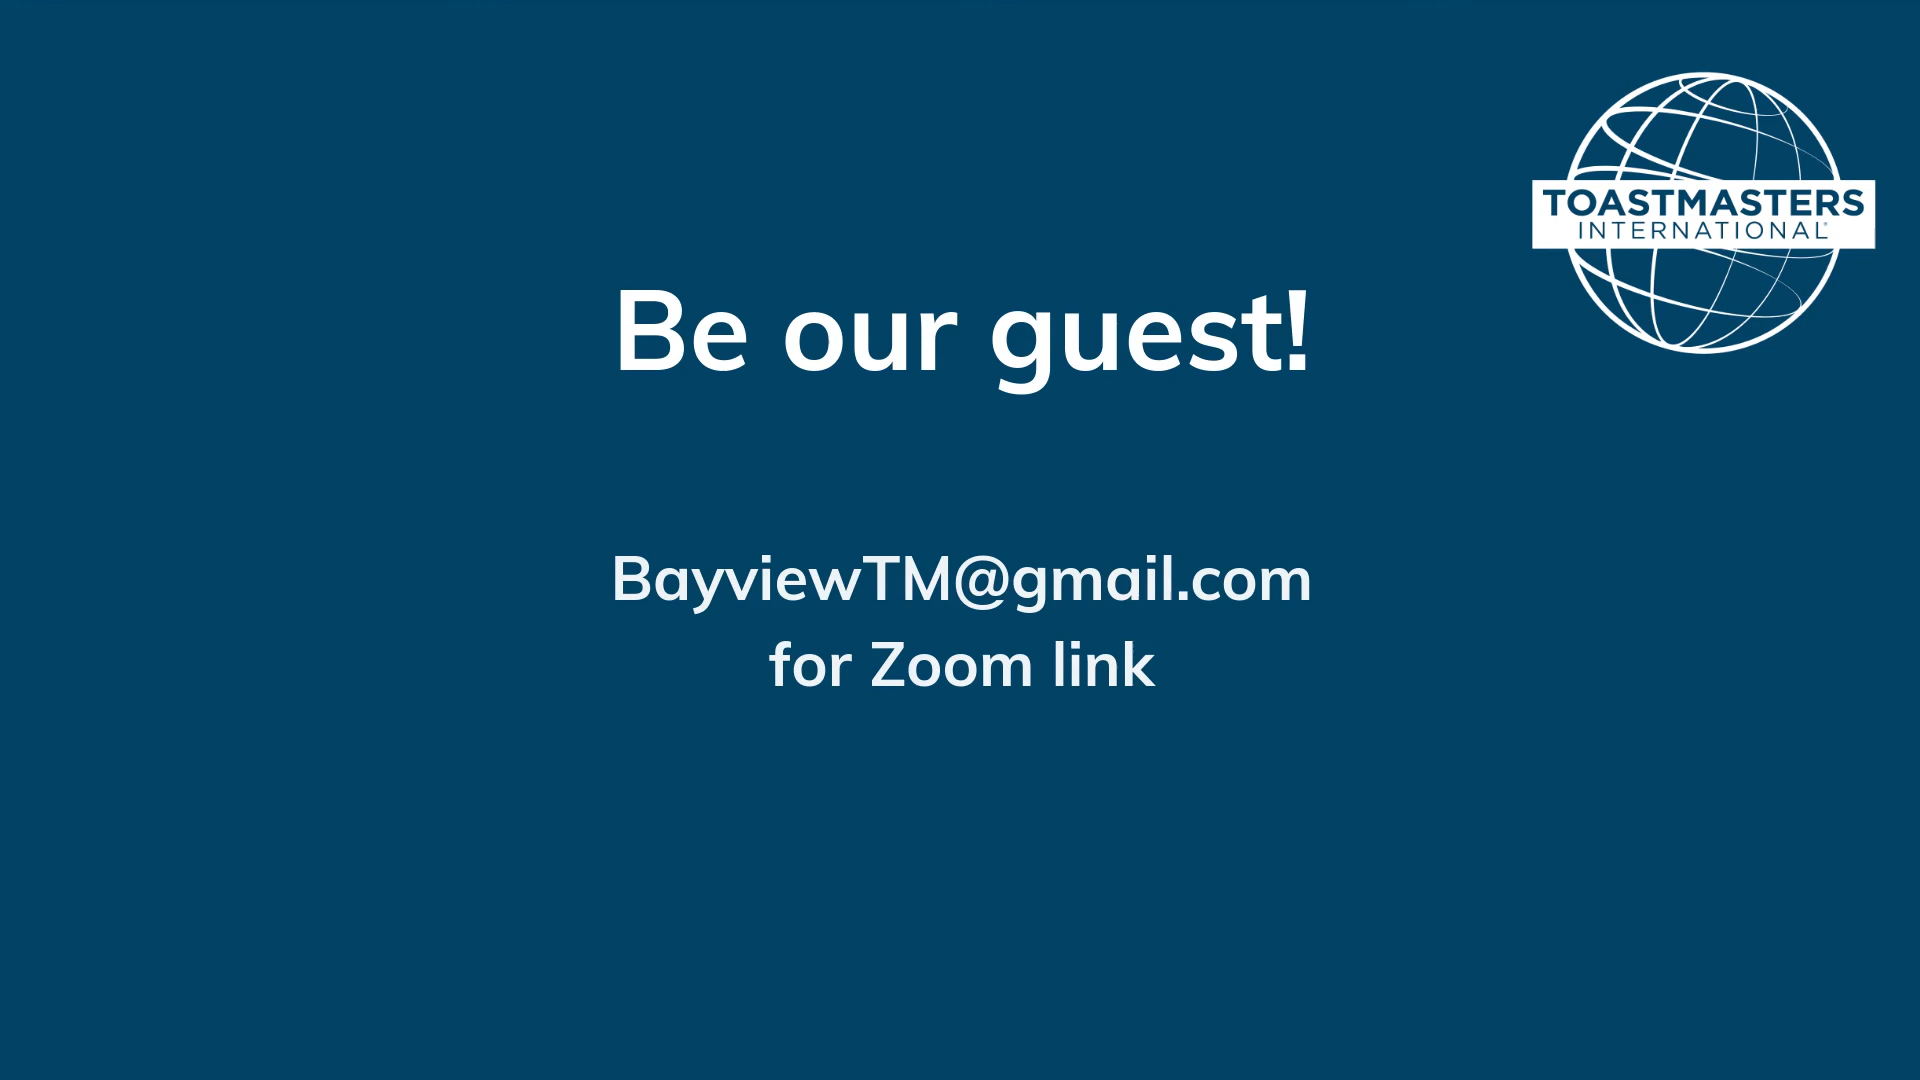 TOASTMASTERS
INTERNATIONAL
Be our guest!
BayviewTM@gmail.com
for Zoom link